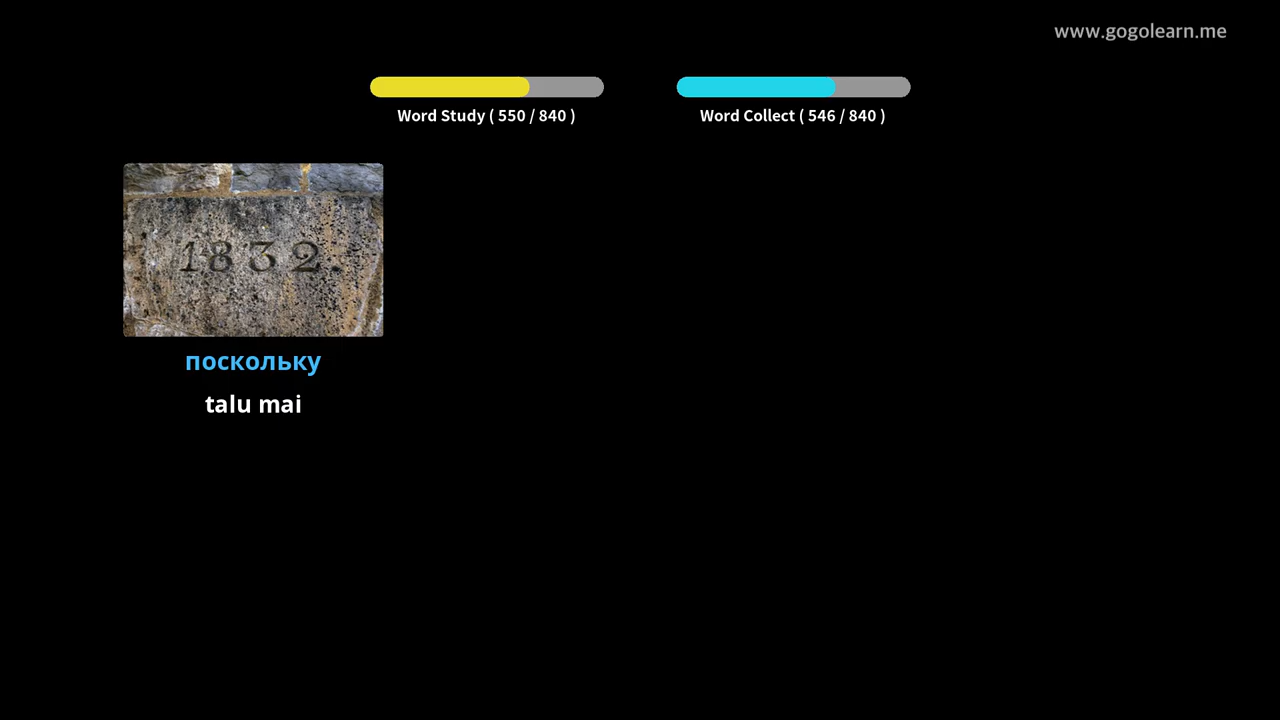 www.gogolearn.me
Word Study ( 550 / 840 )
Word Collect ( 546 / 840 )
1832.
поскольку
talu mai